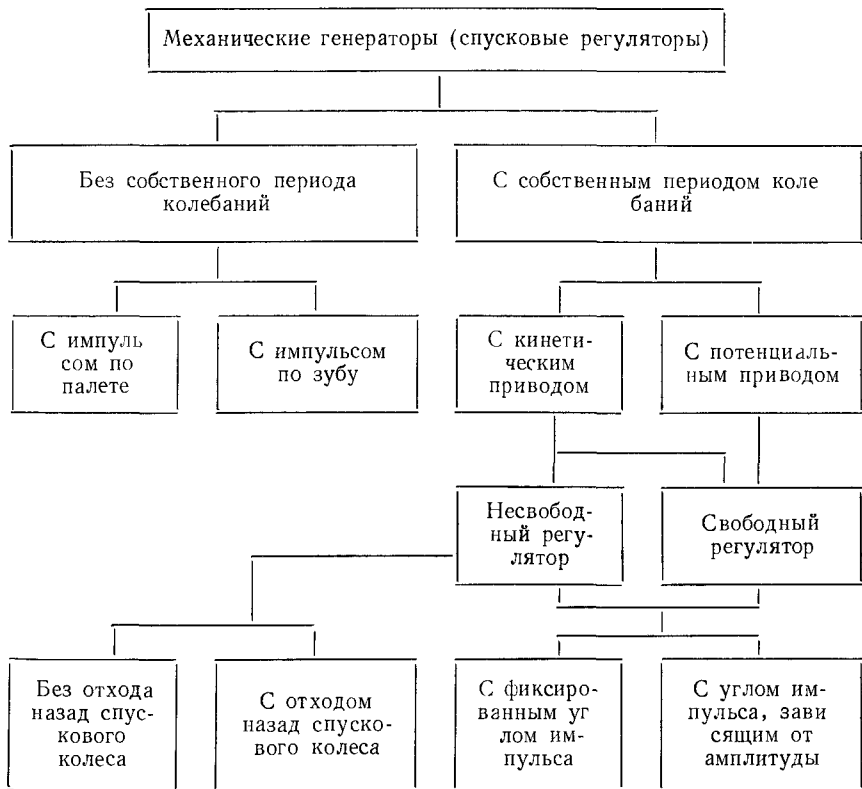 Механические генераторы (спусковые регуляторы)
Без собственного периода
колебаний
С собственным периодом коле
баний
С импуль
сом по
палете
С импульсом
по зубу
С кинети-
ческим
приводом
С потенциаль-
ным приводом
Несвобод-
ный регу-
лятор
Свободный
регулятор
Без отхода
назад спус-
кового
колеса
С отходом
назад спуско-
вого колеса
С фиксиро-
ванным уг
лом им-
пульса
С углом им-
пульса, зави
сящим от
амплитуды